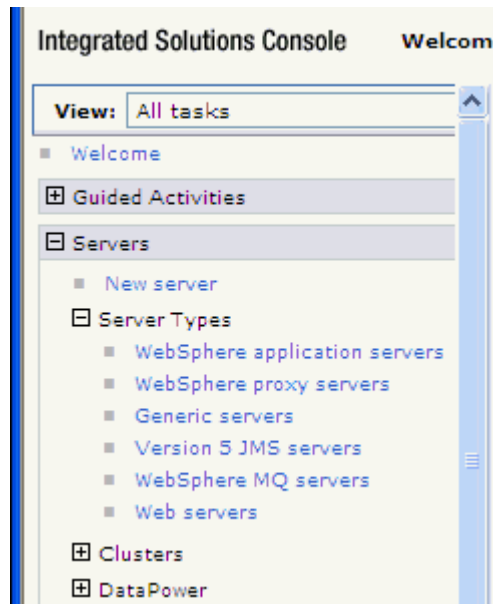 Integrated Solutions Console Welcom
View: All tasks
Welcome
Guided Activities
Servers
New server
Server Types
WebSphere application servers
WebSphere proxy servers
Generic servers
Version 5 JMS servers
WebSphere MQ servers
Web servers
Clusters
DataPower